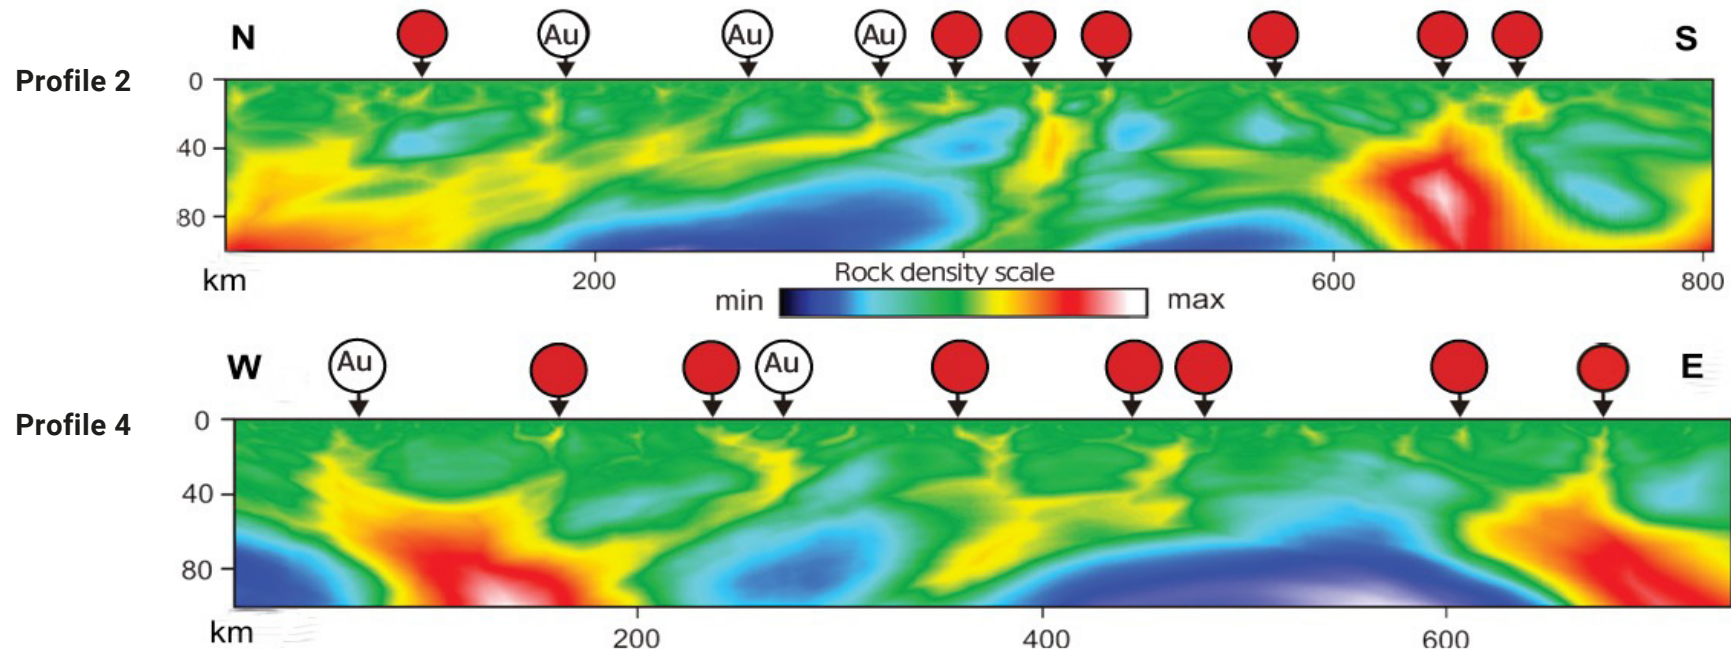 N Au Au Au S
Profile 2
0
40
80
km 200 600 800
Rock density scale
min max
W Au Au E
Profile 4
0
40
80
km 200 400 600